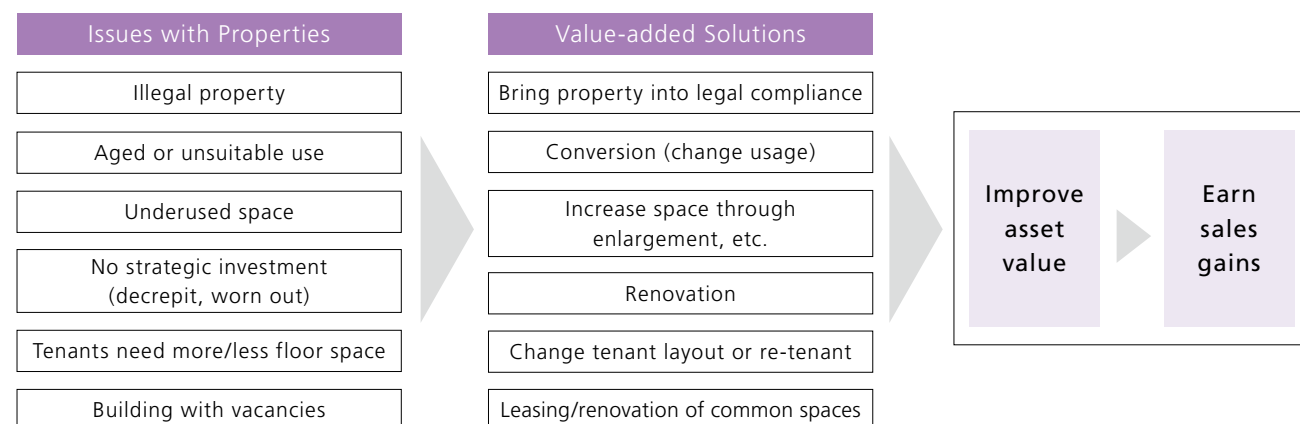 Issues with Properties
Illegal property
Aged or unsuitable use
Underused space
No strategic investment
(decrepit, worn out)
Tenants need more/less floor space
Building with vacancies
Value-added Solutions
Bring property into legal compliance
Conversion (change usage)
Increase space through
enlargement, etc.
Renovation
Change tenant layout or re-tenant
Leasing/renovation of common spaces
Improve
asset
value
Earn
sales
gains